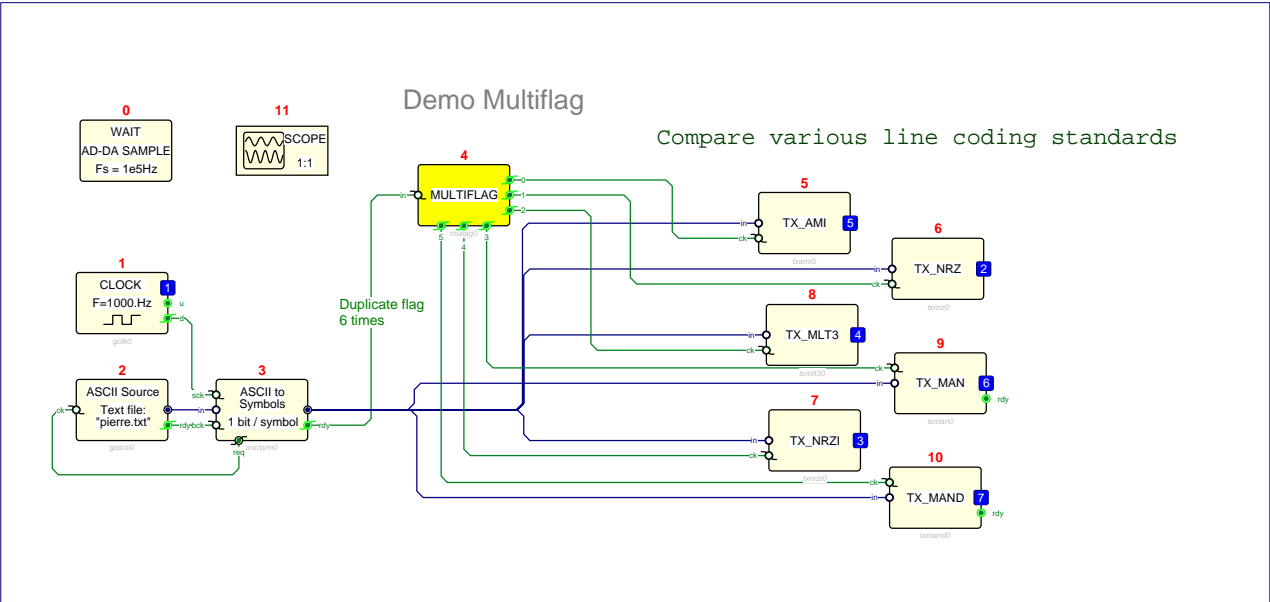 Demo Multiflag
Compare various line coding standards
0
WAIT
AD-DA SAMPLE
Fs = 1e5Hz
11
SCOPE
1:1
4
in
MULTIFLAG
0
1
2
5
4
3
mulflag0
5
in
TX_AMI
5
ck
txami0
6
in
TX_NRZ
2
ck
txnrz0
1
CLOCK
1
F=1000.Hz
u
d
gclk0
Duplicate flag
6 times
8
in
TX_MLT3
4
ck
txmlt30
9
ck
TX_MAN
6
in
rdy
txman0
2
ASCII Source
ck
Text file:
"pierre.txt"
rdy
gascii0
3
ASCII to
Symbols
sck
in
1 bit / symbol
bck
rdy
req
ascsym0
7
in
TX_NRZI
3
ck
txnrzi0
10
ck
TX_MAND
7
in
rdy
txmand0